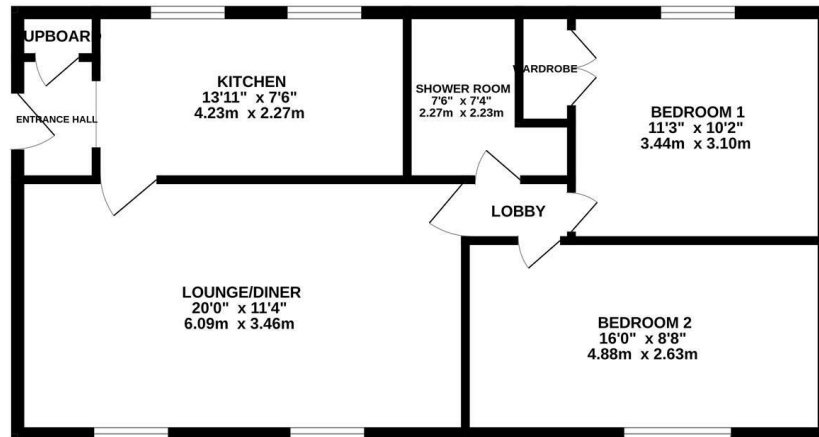 UPBOARD
ENTRANCE HALL
KITCHEN
13'11" x 7'6"
4.23m x 2.27m
SHOWER ROOM
7'6" x 7'4"
2.27m x 2.23m
WARDROBE
BEDROOM 1
11'3" x 10'2"
3.44m x 3.10m
LOBBY
LOUNGE/DINER
20'0" x 11'4"
6.09m x 3.46m
BEDROOM 2
16'0" x 8'8"
4.88m x 2.63m